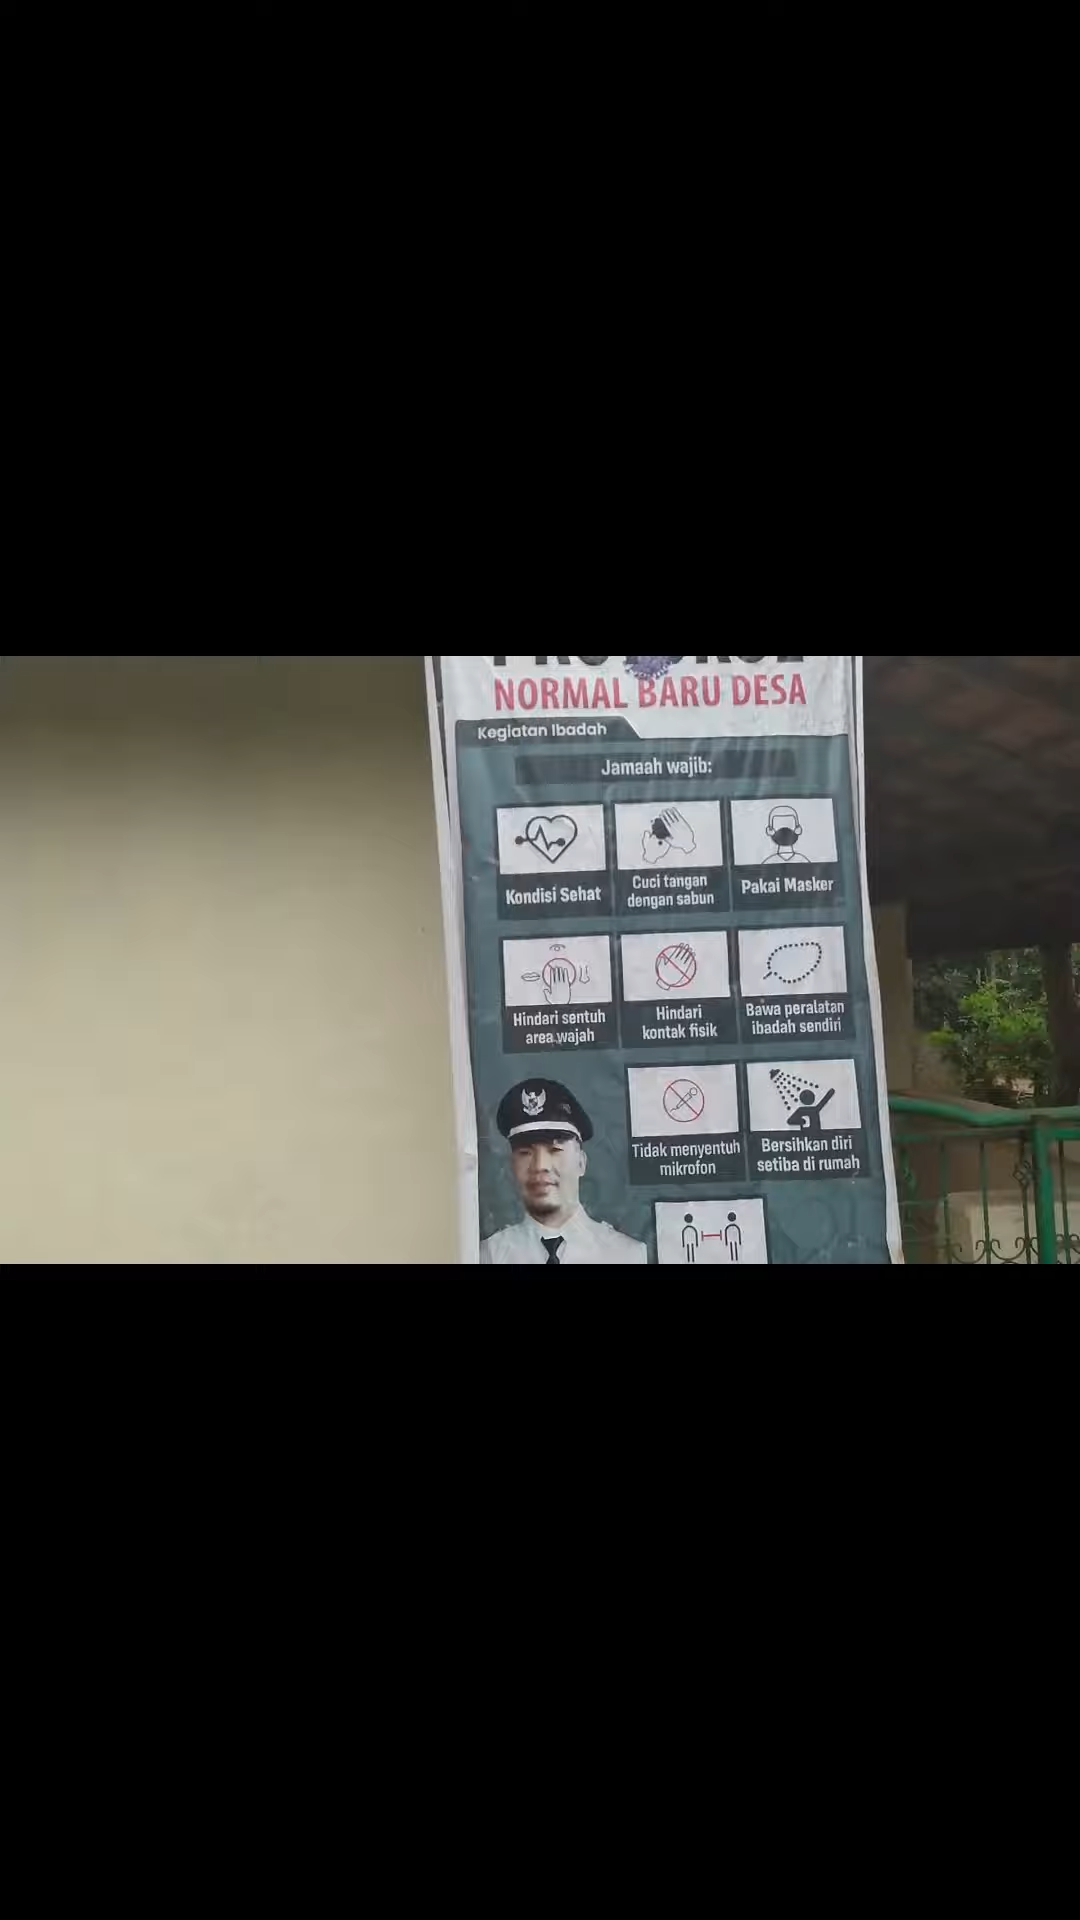 NORMAL BARU DESA
Kegiatan Ibadah
Jamaah wajib:
Kondisi Sehat
Cuci tangan
dengan sabun
Pakai Masker
Hindari sentuh
area wajah
Hindari
kontak fisik
Bawa peralatan
ibadah sendiri
Tidak menyentuh
mikrofon
Bersihkan diri
setiba di rumah